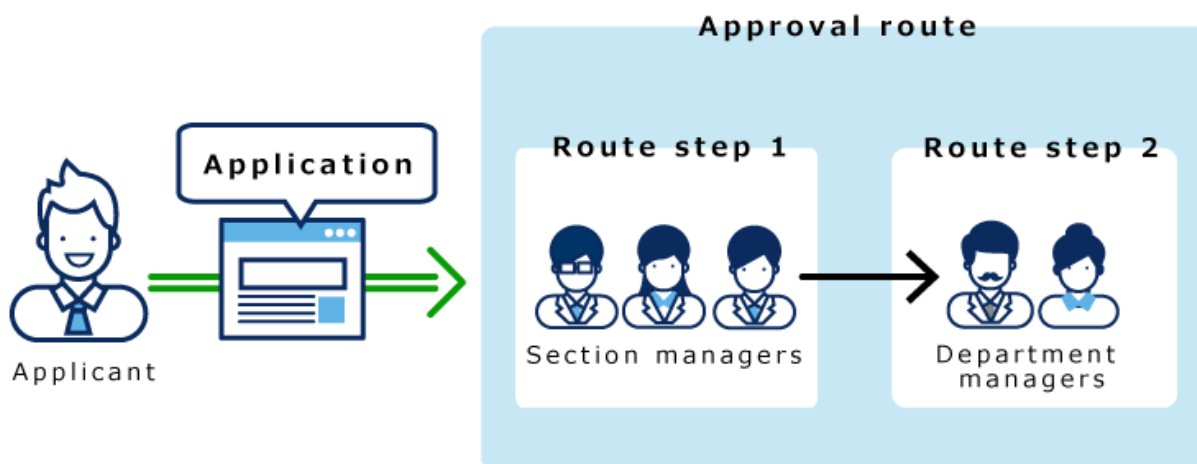 Approval route
Application
Route step 1
Route step 2
Applicant
Section managers
Department
managers